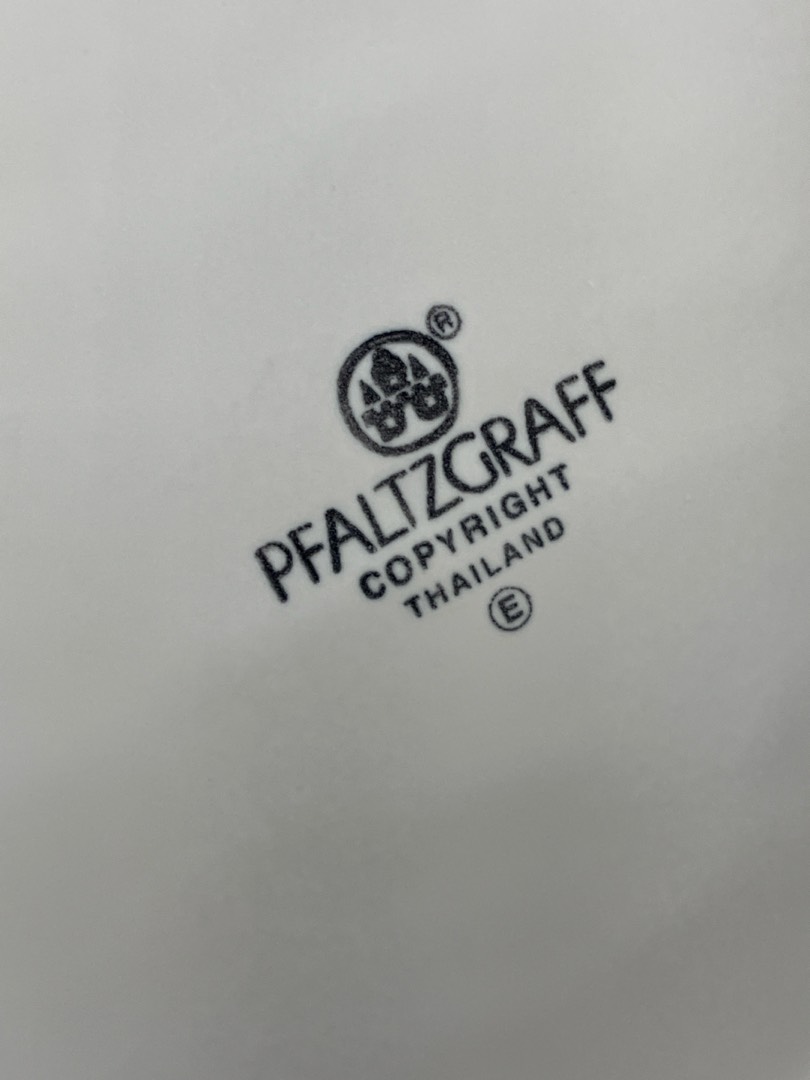 ®
PFALTZGRAFF
COPYRIGHT
THAILAND
Ⓔ